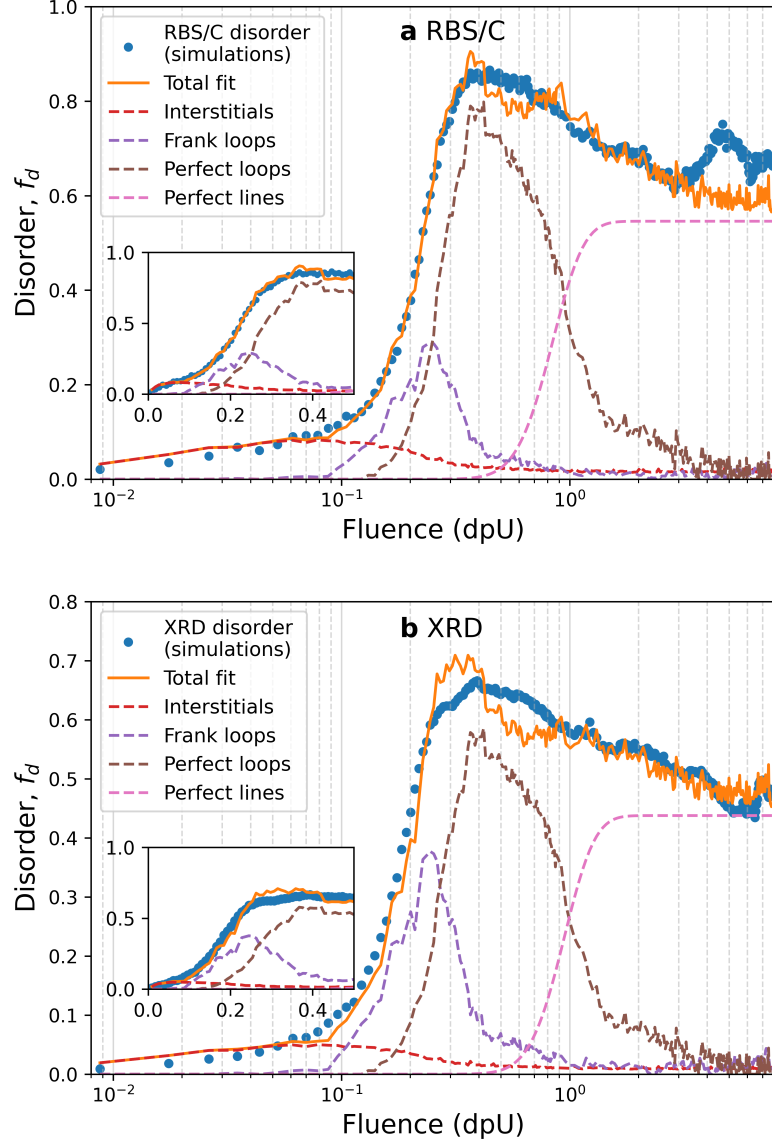 a RBS/C
RBS/C disorder
(simulations)
Total fit
Interstitials
Frank loops
Perfect loops
Perfect lines
1.0
0.8
0.6
0.4
0.2
0.0
Disorder, f_d
1.0
0.5
0.0
0.0 0.2 0.4
10⁻² 10⁻¹ 10⁰
Fluence (dpU)
b XRD
XRD disorder
(simulations)
Total fit
Interstitials
Frank loops
Perfect loops
Perfect lines
0.8
0.7
0.6
0.5
0.4
0.3
0.2
0.1
0.0
Disorder, f_d
1.0
0.5
0.0
0.0 0.2 0.4
10⁻² 10⁻¹ 10⁰
Fluence (dpU)